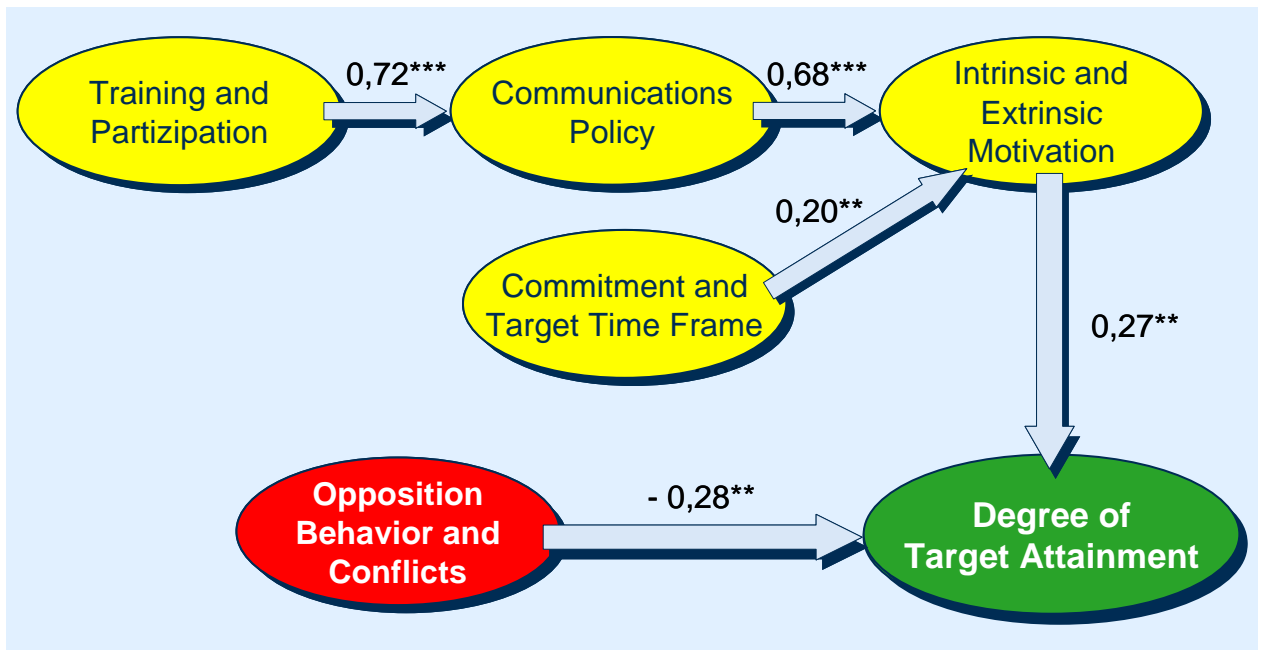 0,72***
0,68***
Training and
Partizipation
Communications
Policy
Intrinsic and
Extrinsic
Motivation
0,20**
Commitment and
Target Time Frame
0,27**
Opposition
Behavior and
Conflicts
- 0,28**
Degree of
Target Attainment